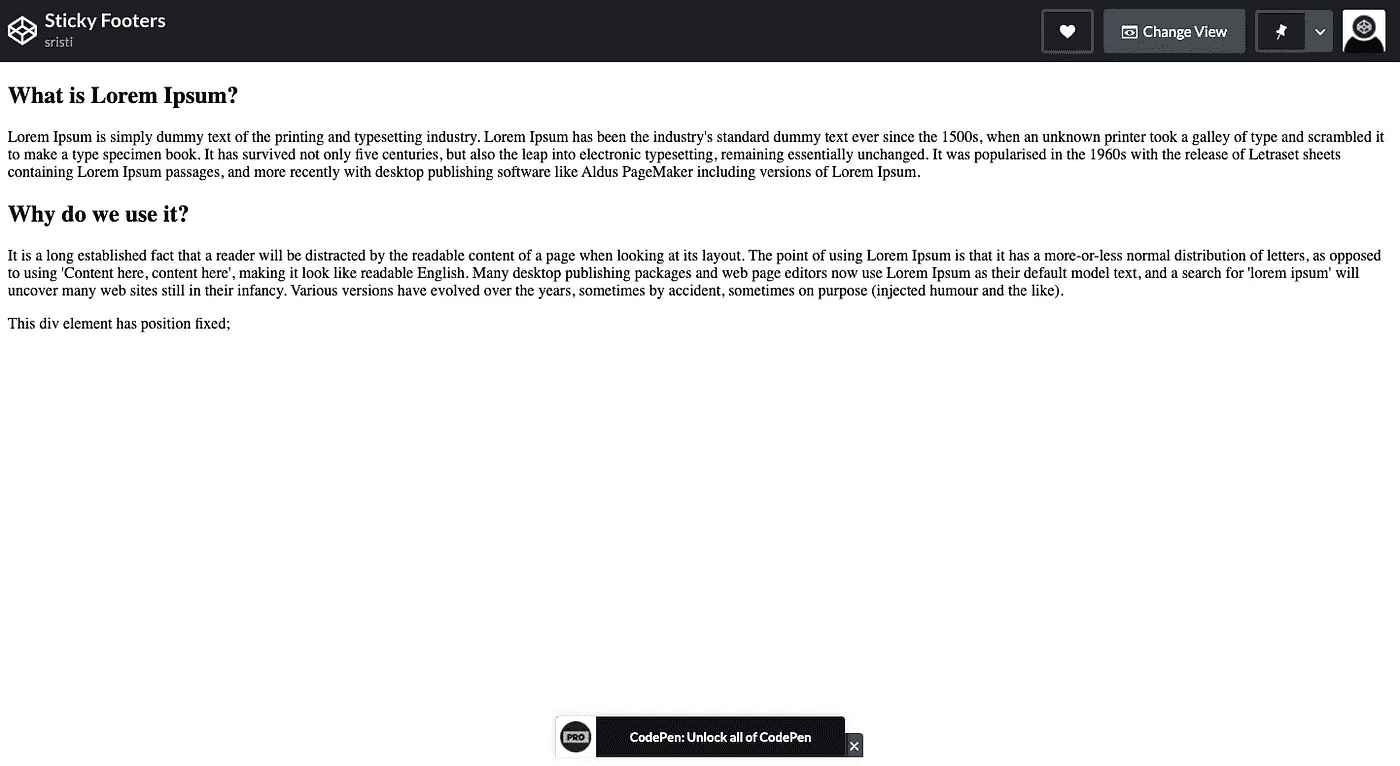 Sticky Footers
sristi
Change View
What is Lorem Ipsum?
Lorem Ipsum is simply dummy text of the printing and typesetting industry. Lorem Ipsum has been the industry's standard dummy text ever since the 1500s, when an unknown printer took a galley of type and scrambled it
to make a type specimen book. It has survived not only five centuries, but also the leap into electronic typesetting, remaining essentially unchanged. It was popularised in the 1960s with the release of Letraset sheets
containing Lorem Ipsum passages, and more recently with desktop publishing software like Aldus PageMaker including versions of Lorem Ipsum.
Why do we use it?
It is a long established fact that a reader will be distracted by the readable content of a page when looking at its layout. The point of using Lorem Ipsum is that it has a more-or-less normal distribution of letters, as opposed
to using 'Content here, content here', making it look like readable English. Many desktop publishing packages and web page editors now use Lorem Ipsum as their default model text, and a search for 'lorem ipsum' will
uncover many web sites still in their infancy. Various versions have evolved over the years, sometimes by accident, sometimes on purpose (injected humour and the like).
This div element has position fixed;
PRO
CodePen: Unlock all of CodePen